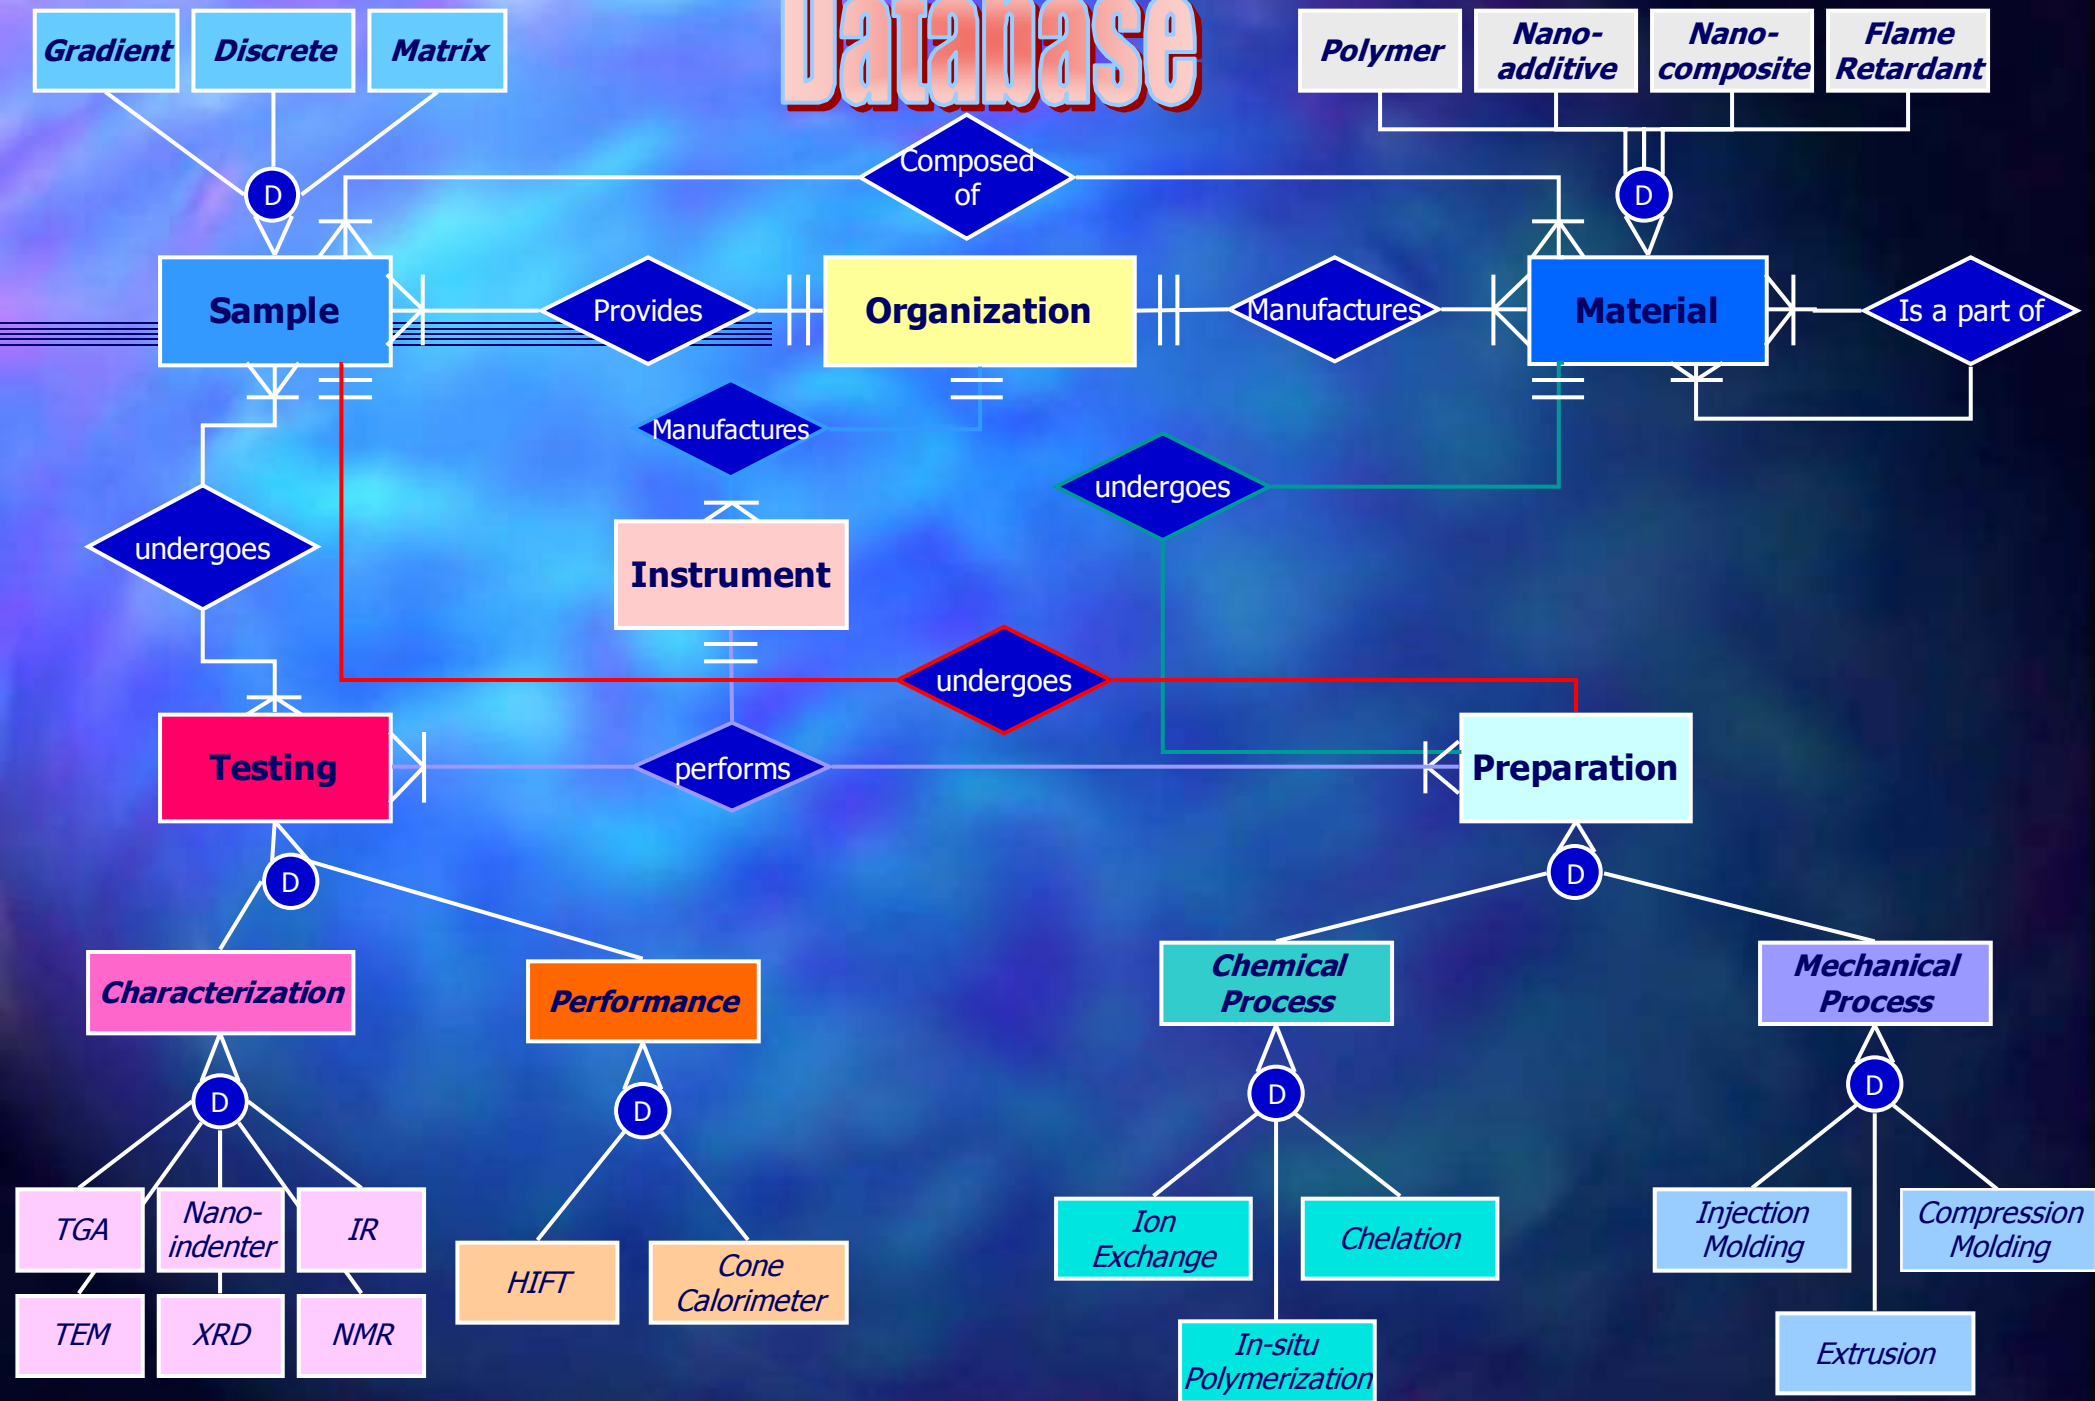 Database
Gradient
Discrete
Matrix
Polymer
Nano-
additive
Nano-
composite
Flame
Retardant
D
D
Composed
of
Sample
Provides
Organization
Manufactures
Material
Is a part of
Manufactures
undergoes
undergoes
Instrument
undergoes
Testing
performs
Preparation
D
D
Characterization
Performance
Chemical
Process
Mechanical
Process
D
D
D
D
TGA
Nano-
indenter
IR
HIFT
Cone
Calorimeter
Ion
Exchange
Chelation
Injection
Molding
Compression
Molding
TEM
XRD
NMR
In-situ
Polymerization
Extrusion